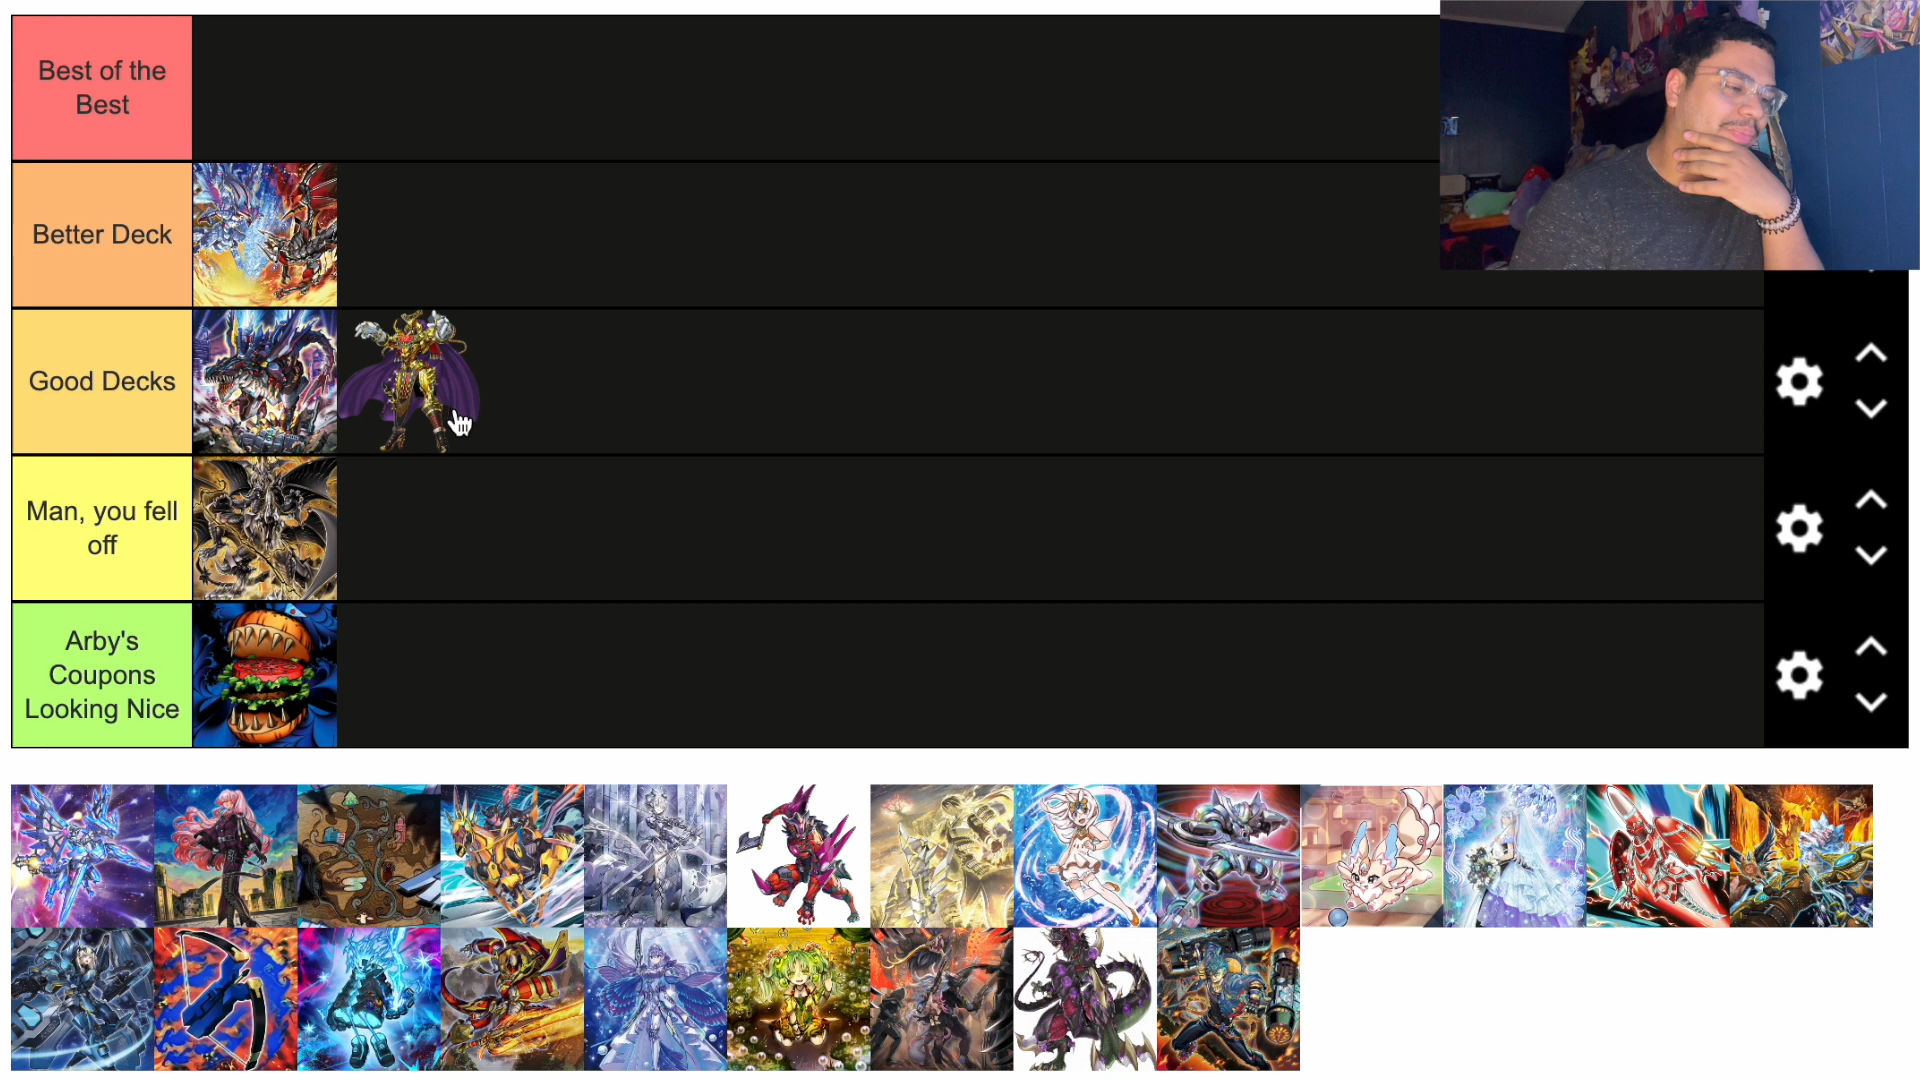 Best of the
Best
Better Deck
Good Decks
Man, you fell
off
Arby's
Coupons
Looking Nice